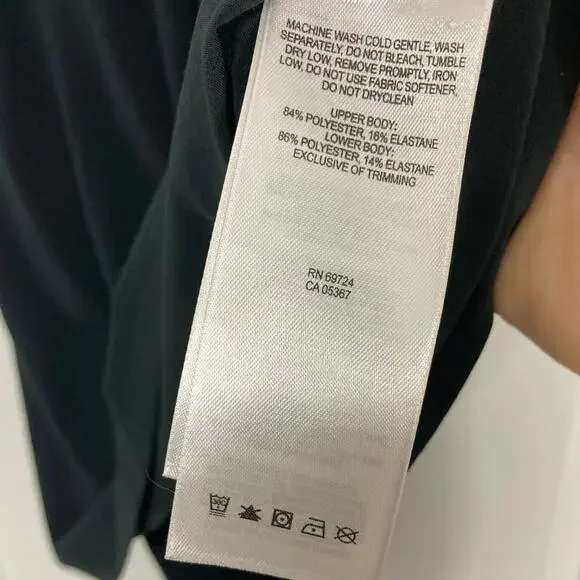 MACHINE WASH COLD GENTLE, WASH
SEPARATELY, DO NOT BLEACH, TUMBLE
DRY LOW, REMOVE PROMPTLY, IRON
LOW, DO NOT USE FABRIC SOFTENER,
DO NOT DRYCLEAN
UPPER BODY:
84% POLYESTER, 16% ELASTANE
LOWER BODY:
86% POLYESTER, 14% ELASTANE
EXCLUSIVE OF TRIMMING
RN 69724
CA 05367
30C